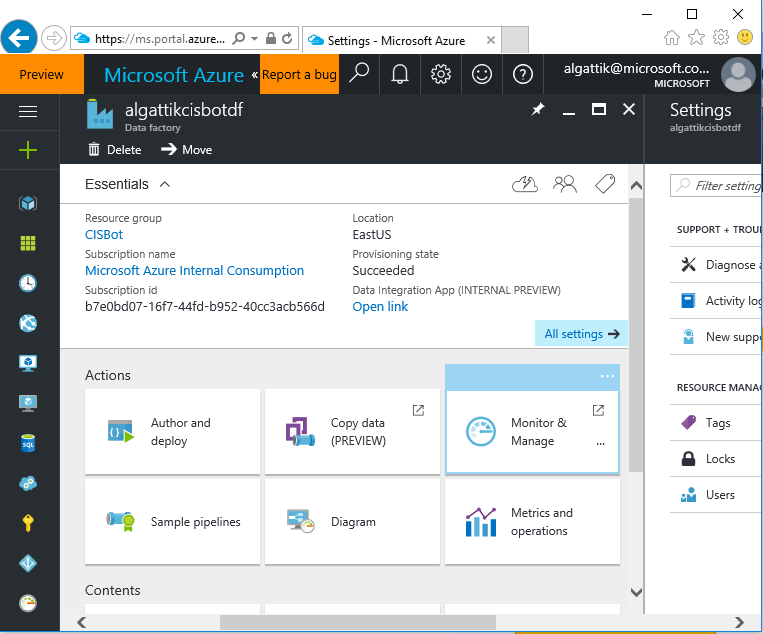 https://ms.portal.azure...
Settings - Microsoft Azure
Preview
Microsoft Azure
«
Report a bug
algattik@microsoft.co...
MICROSOFT
algattikcisbotdf
Data factory
Delete
Move
Settings
algattikcisbotdf
Essentials
Filter setting
Resource group
CISBot
Subscription name
Microsoft Azure Internal Consumption
Subscription id
b7e0bd07-16f7-44fd-b952-40cc3acb566d
Location
EastUS
Provisioning state
Succeeded
Data Integration App (INTERNAL PREVIEW)
Open link
All settings →
SUPPORT + TROU
Diagnose a
Activity log
New suppo
RESOURCE MANA
Tags
Locks
Users
Actions
Author and
deploy
Copy data
(PREVIEW)
...
Monitor &
Manage
...
Sample pipelines
Diagram
Metrics and
operations
Contents
SQL